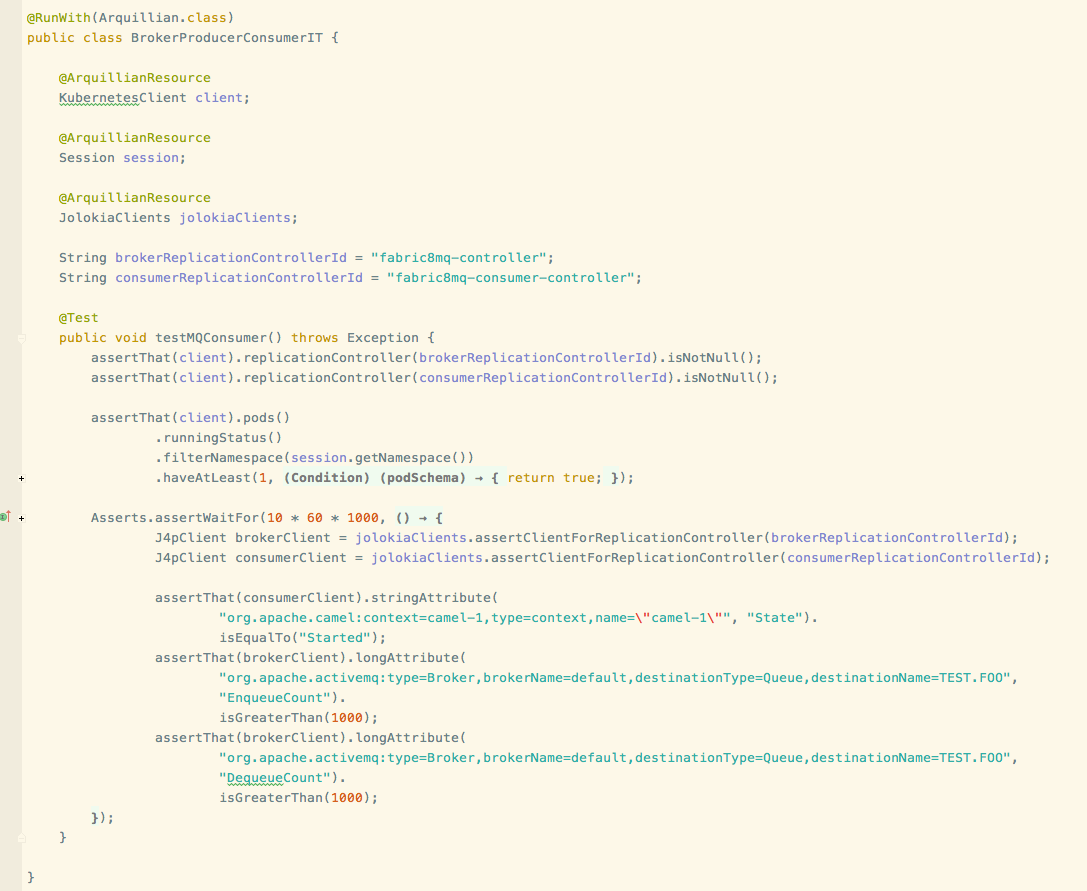 @RunWith(Arquillian.class)
public class BrokerProducerConsumerIT {

    @ArquillianResource
    KubernetesClient client;

    @ArquillianResource
    Session session;

    @ArquillianResource
    JolokiaClients jolokiaClients;

    String brokerReplicationControllerId = "fabric8mq-controller";
    String consumerReplicationControllerId = "fabric8mq-consumer-controller";

    @Test
    public void testMQConsumer() throws Exception {
        assertThat(client).replicationController(brokerReplicationControllerId).isNotNull();
        assertThat(client).replicationController(consumerReplicationControllerId).isNotNull();

        assertThat(client).pods()
                .runningStatus()
                .filterNamespace(session.getNamespace())
                .haveAtLeast(1, (Condition) (podSchema) → { return true; });

        Asserts.assertWaitFor(10 * 60 * 1000, () → {
                J4pClient brokerClient = jolokiaClients.assertClientForReplicationController(brokerReplicationControllerId);
                J4pClient consumerClient = jolokiaClients.assertClientForReplicationController(consumerReplicationControllerId);

                assertThat(consumerClient).stringAttribute(
                        "org.apache.camel:context=camel-1,type=context,name=\"camel-1\"", "State").
                        isEqualTo("Started");
                assertThat(brokerClient).longAttribute(
                        "org.apache.activemq:type=Broker,brokerName=default,destinationType=Queue,destinationName=TEST.FOO",
                        "EnqueueCount").
                        isGreaterThan(1000);
                assertThat(brokerClient).longAttribute(
                        "org.apache.activemq:type=Broker,brokerName=default,destinationType=Queue,destinationName=TEST.FOO",
                        "DequeueCount").
                        isGreaterThan(1000);
        });
    }

}